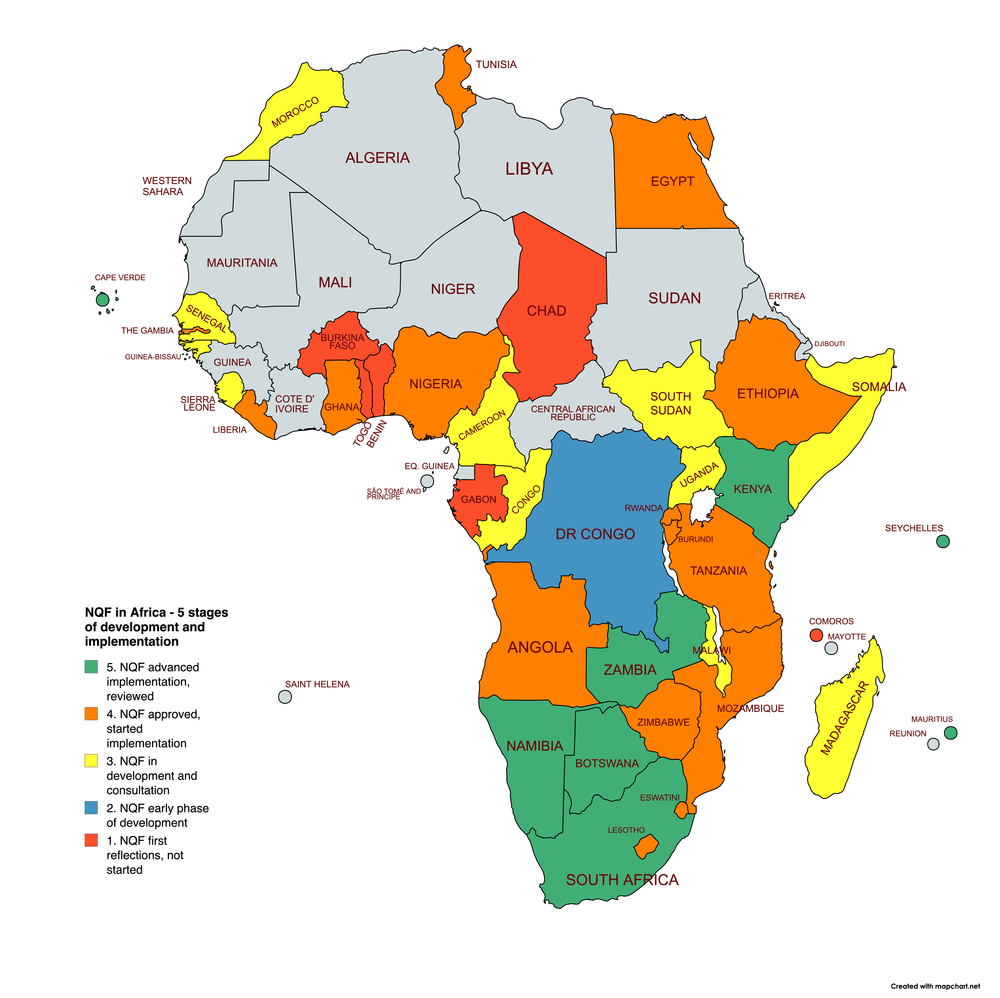 TUNISIA
MOROCCO
ALGERIA
LIBYA
EGYPT
WESTERN
SAHARA
MAURITANIA
MALI
NIGER
CHAD
SUDAN
ERITREA
CAPE VERDE
SENEGAL
THE GAMBIA
GUINEA-BISSAU
GUINEA
BURKINA
FASO
DJIBOUTI
SIERRA
LEONE
COTE D'
IVOIRE
GHANA
NIGERIA
SOMALIA
ETHIOPIA
SOUTH
SUDAN
CENTRAL AFRICAN
REPUBLIC
LIBERIA
TOGO
BENIN
CAMEROON
EQ. GUINEA
SÃO TOMÉ AND
PRINCIPE
GABON
CONGO
UGANDA
KENYA
RWANDA
DR CONGO
BURUNDI
SEYCHELLES
TANZANIA
NQF in Africa - 5 stages
of development and
implementation
5. NQF advanced
implementation,
reviewed
4. NQF approved,
started
implementation
3. NQF in
development and
consultation
2. NQF early phase
of development
1. NQF first
reflections, not
started
COMOROS
MAYOTTE
ANGOLA
MALAWI
ZAMBIA
SAINT HELENA
MOZAMBIQUE
ZIMBABWE
MADAGASCAR
MAURITIUS
REUNION
NAMIBIA
BOTSWANA
ESWATINI
LESOTHO
SOUTH AFRICA
Created with mapchart.net